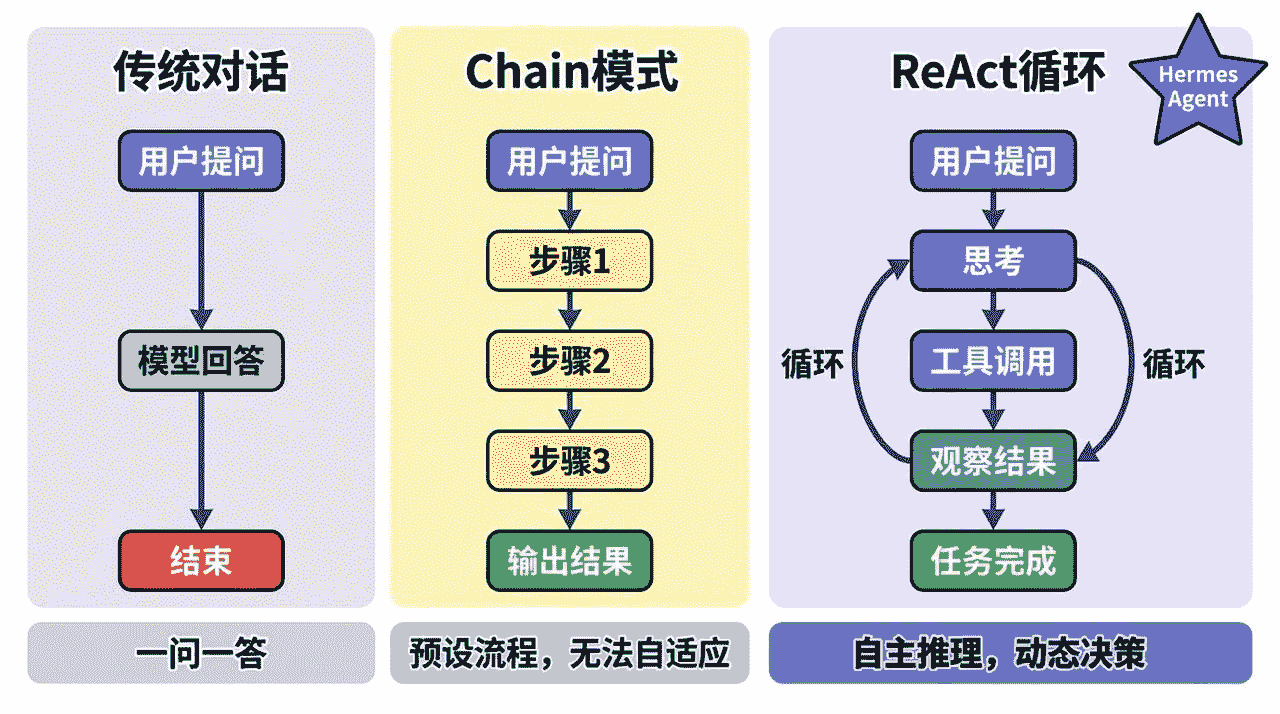 传统对话
用户提问
模型回答
结束
一问一答
Chain模式
用户提问
步骤1
步骤2
步骤3
输出结果
预设流程，无法自适应
ReAct循环
Hermes
Agent
用户提问
思考
工具调用
循环
循环
观察结果
任务完成
自主推理，动态决策